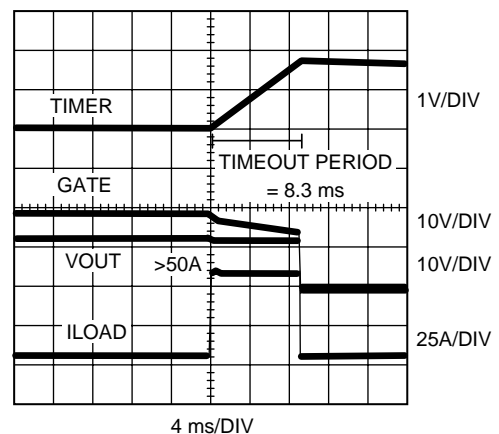 TIMER
1V/DIV
TIMEOUT PERIOD
= 8.3 ms
GATE
10V/DIV
VOUT
>50A
10V/DIV
ILOAD
25A/DIV
4 ms/DIV